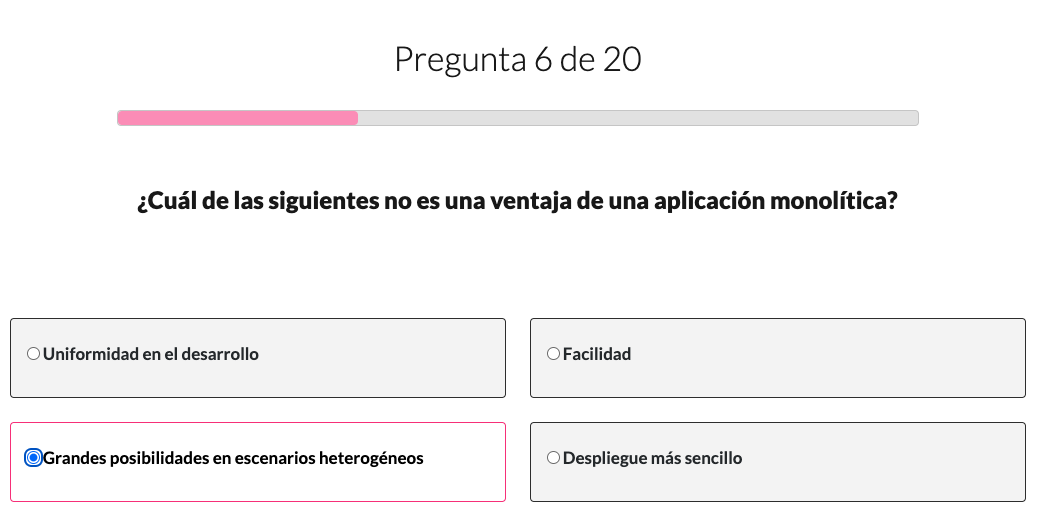 Pregunta 6 de 20
¿Cuál de las siguientes no es una ventaja de una aplicación monolítica?
Uniformidad en el desarrollo
Facilidad
Grandes posibilidades en escenarios heterogéneos
Despliegue más sencillo